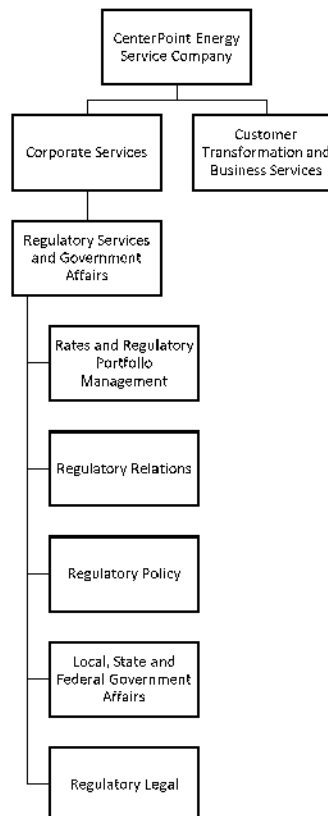 CenterPoint Energy
Service Company
Corporate Services
Customer
Transformation and
Business Services
Regulatory Services
and Government
Affairs
Rates and Regulatory
Portfollo
Management
Regulatory Relations
Regulatory Policy
Local, State and
Federal Government
Affairs
Regulatory Legal